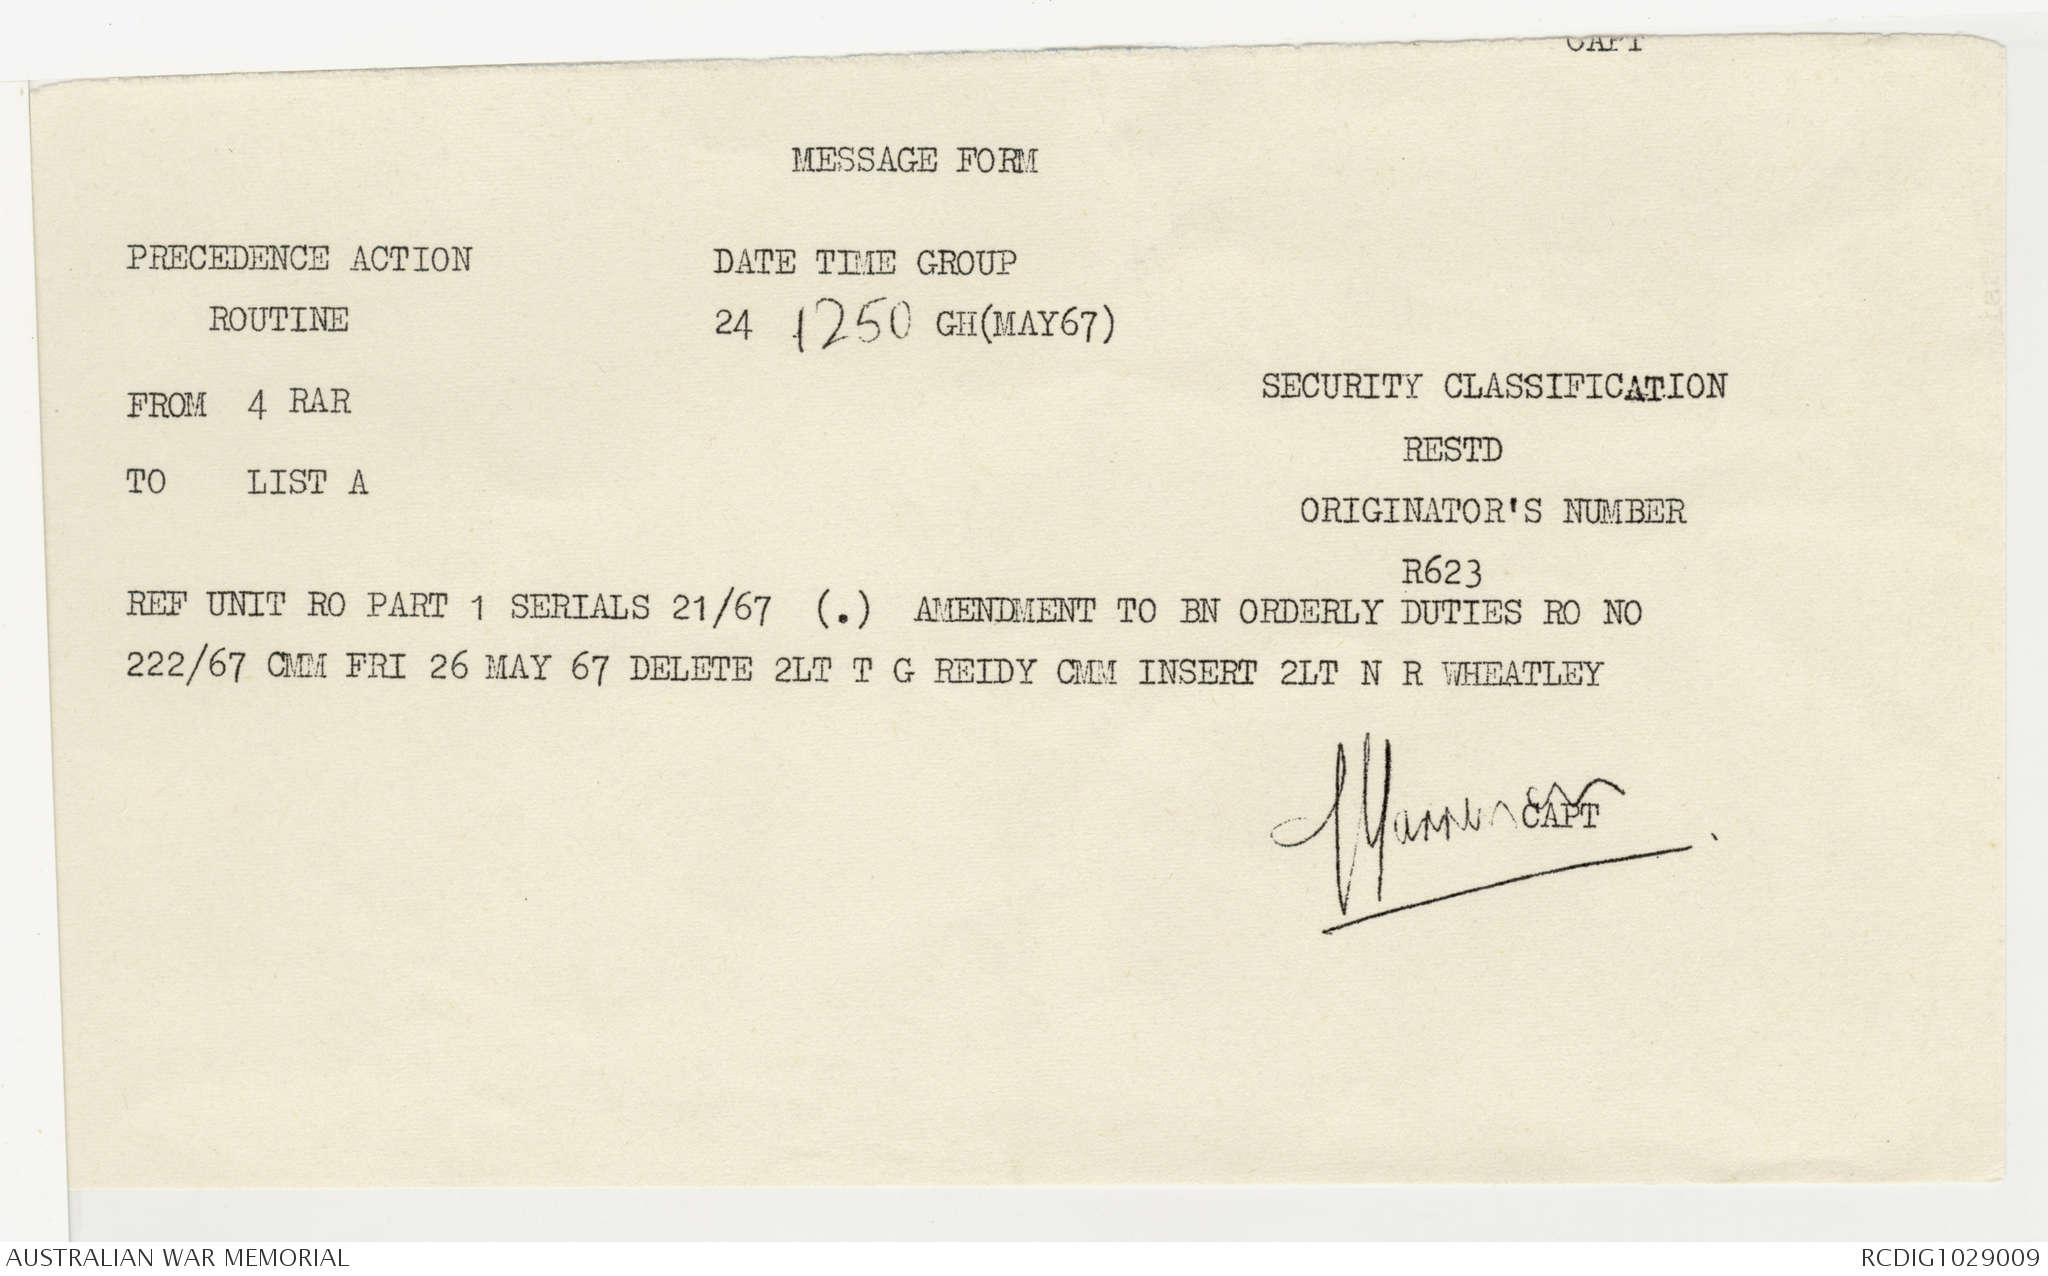 CAPT
MESSAGE FORM
PRECEDENCE ACTION DATE TIME GROUP
ROUTINE 24 1250 GH(MAY67)
FROM 4 RAR
SECURITY CLASSIFICATION
RESTD
TO LIST A
ORIGINATOR'S NUMBER
R623
REF UNIT RO PART 1 SERIALS 21/67 (.) AMENDMENT TO BN ORDERLY DUTIES RO NO
222/67 CMM FRI 26 MAY 67 DELETE 2LT T G REIDY CMM INSERT 2LT N R WHEATLEY
CAPT
AUSTRALIAN WAR MEMORIAL
RCDIG1029009